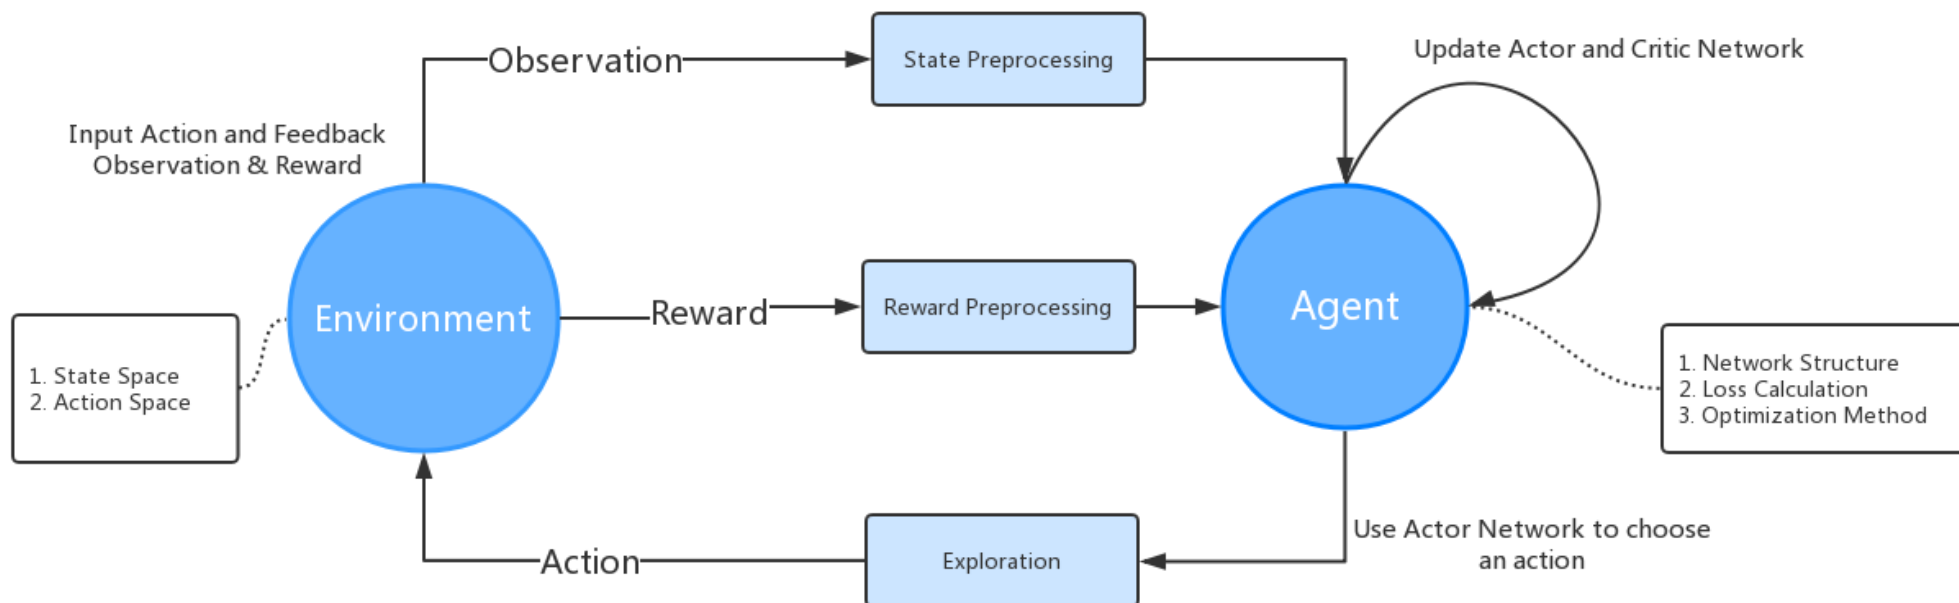 Observation
State Preprocessing
Update Actor and Critic Network
Input Action and Feedback
Observation & Reward
Environment
Reward
Reward Preprocessing
Agent
1. State Space
2. Action Space
1. Network Structure
2. Loss Calculation
3. Optimization Method
Action
Exploration
Use Actor Network to choose
an action